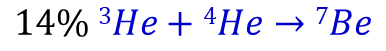 14% ³He + ⁴He → ⁷Be